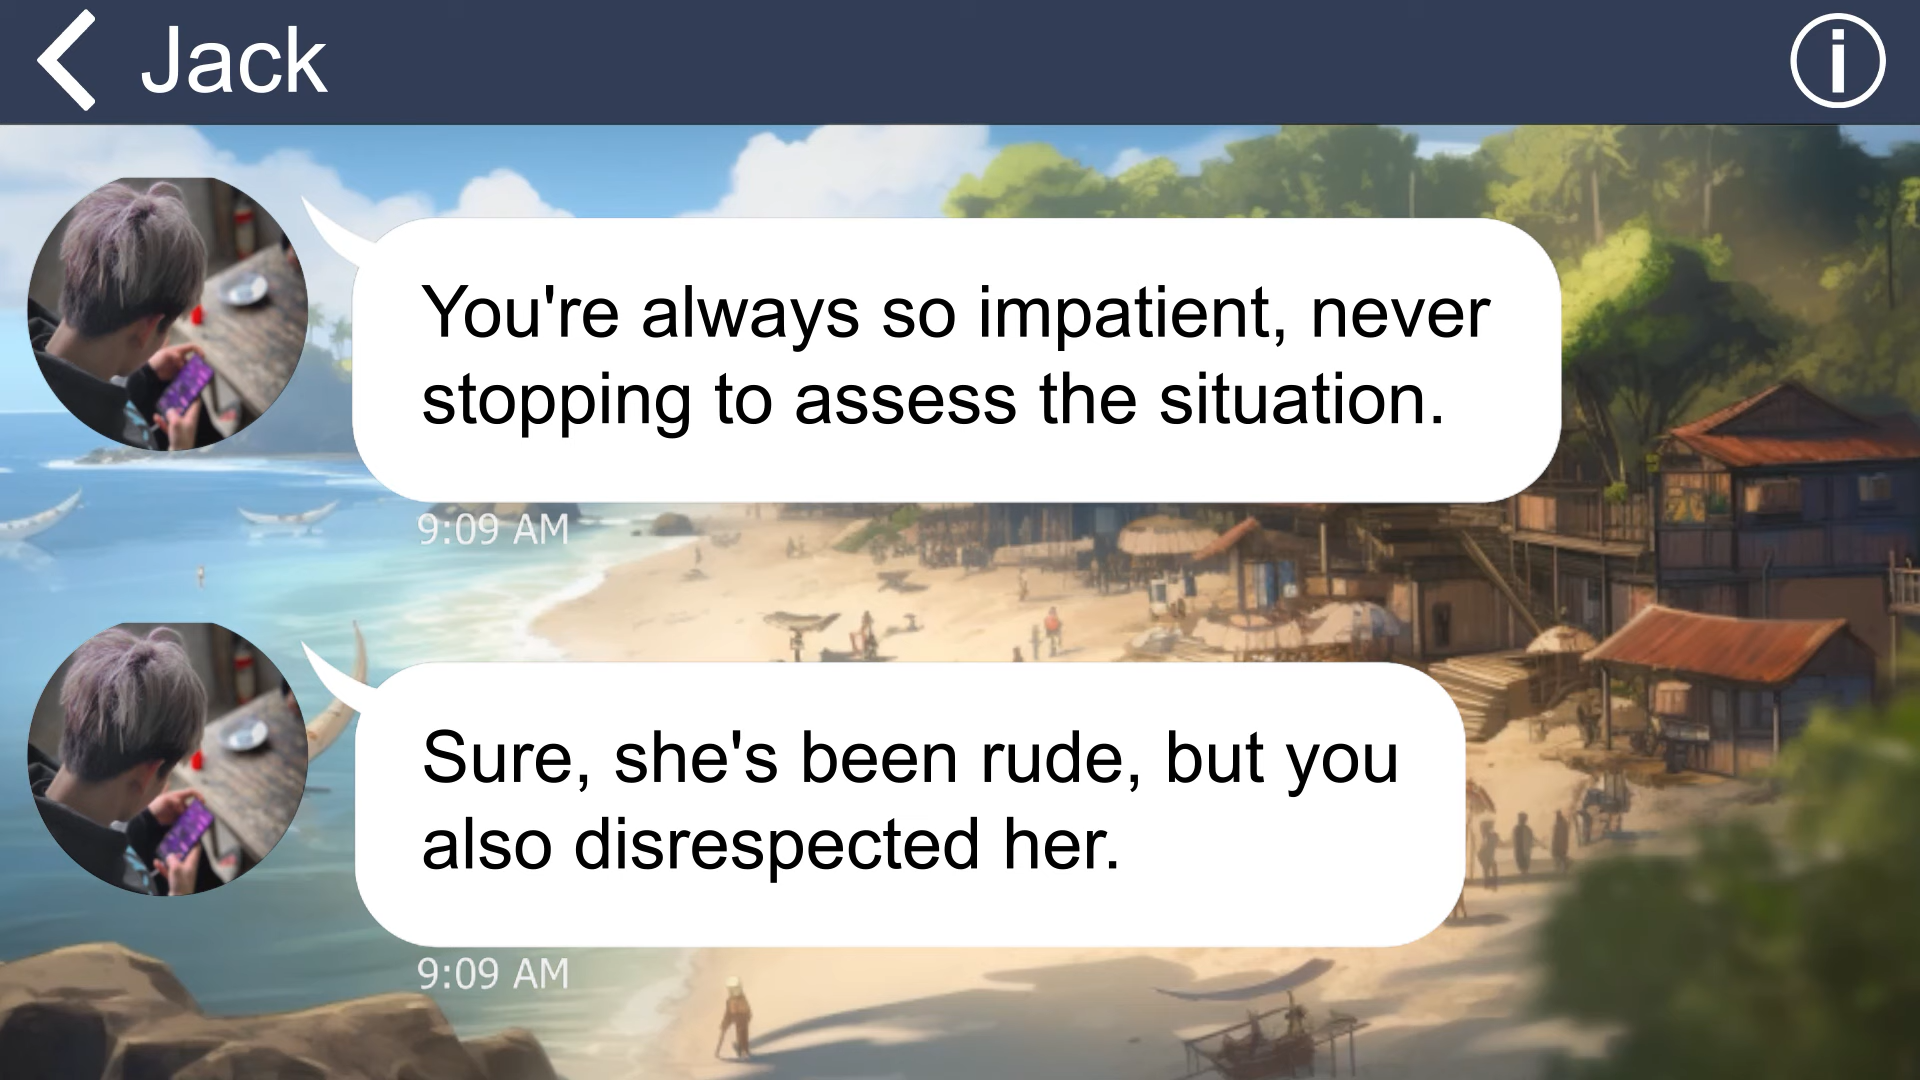 Jack
You're always so impatient, never
stopping to assess the situation.
9:09 AM
Sure, she's been rude, but you
also disrespected her.
9:09 AM